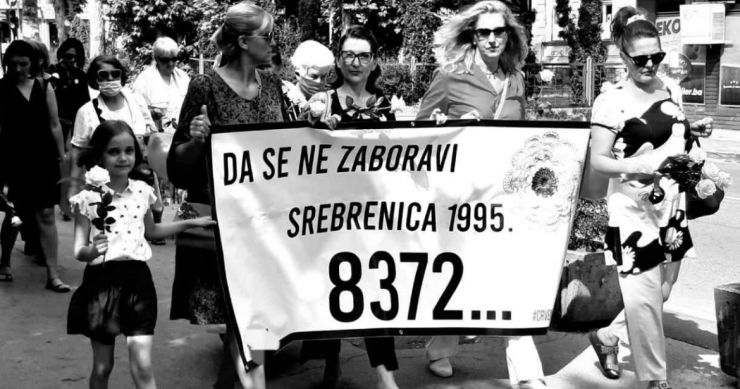 DA SE NE ZABORAVI
SREBRENICA 1995.
8372...